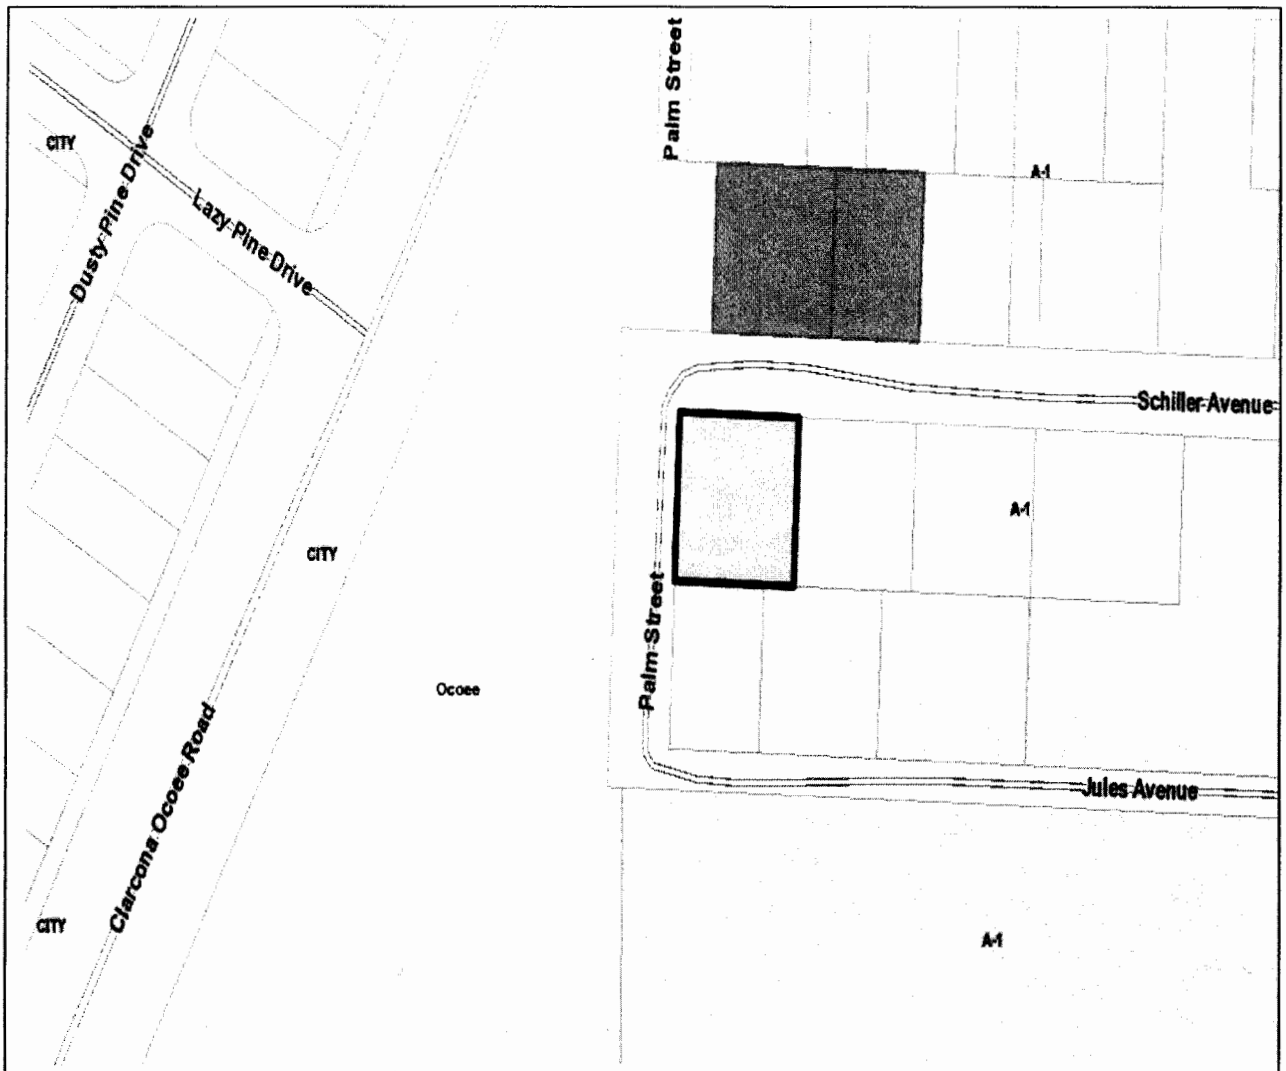 Palm Street
CITY
Dusty Pine Drive
Lazy Pine Drive
A-1
Schiller Avenue
A-1
CITY
Palm Street
Ocoee
Clarcona Ocoee Road
Jules Avenue
CITY
A-1